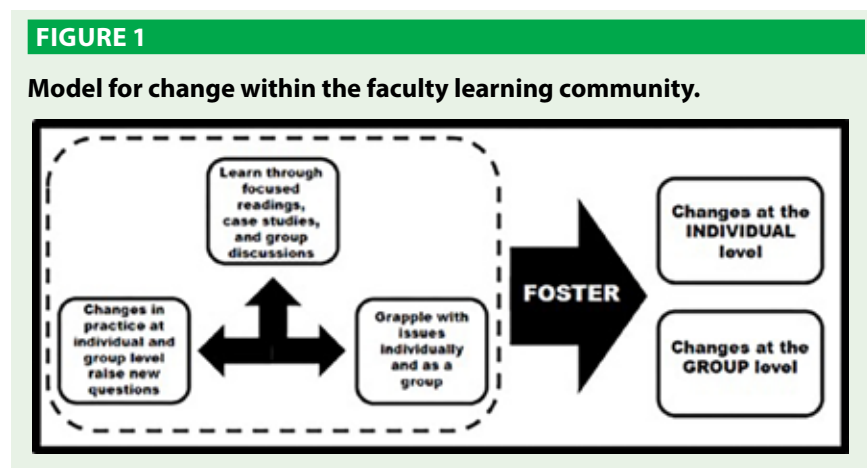 FIGURE 1
Model for change within the faculty learning community.
Learn through
focused
readings,
case studies,
and group
discussions
Changes in
practice at
individual and
group level
raise new
questions
Grapple with
issues
individually
and as a
group
FOSTER
Changes at the
INDIVIDUAL
level
Changes at the
GROUP level